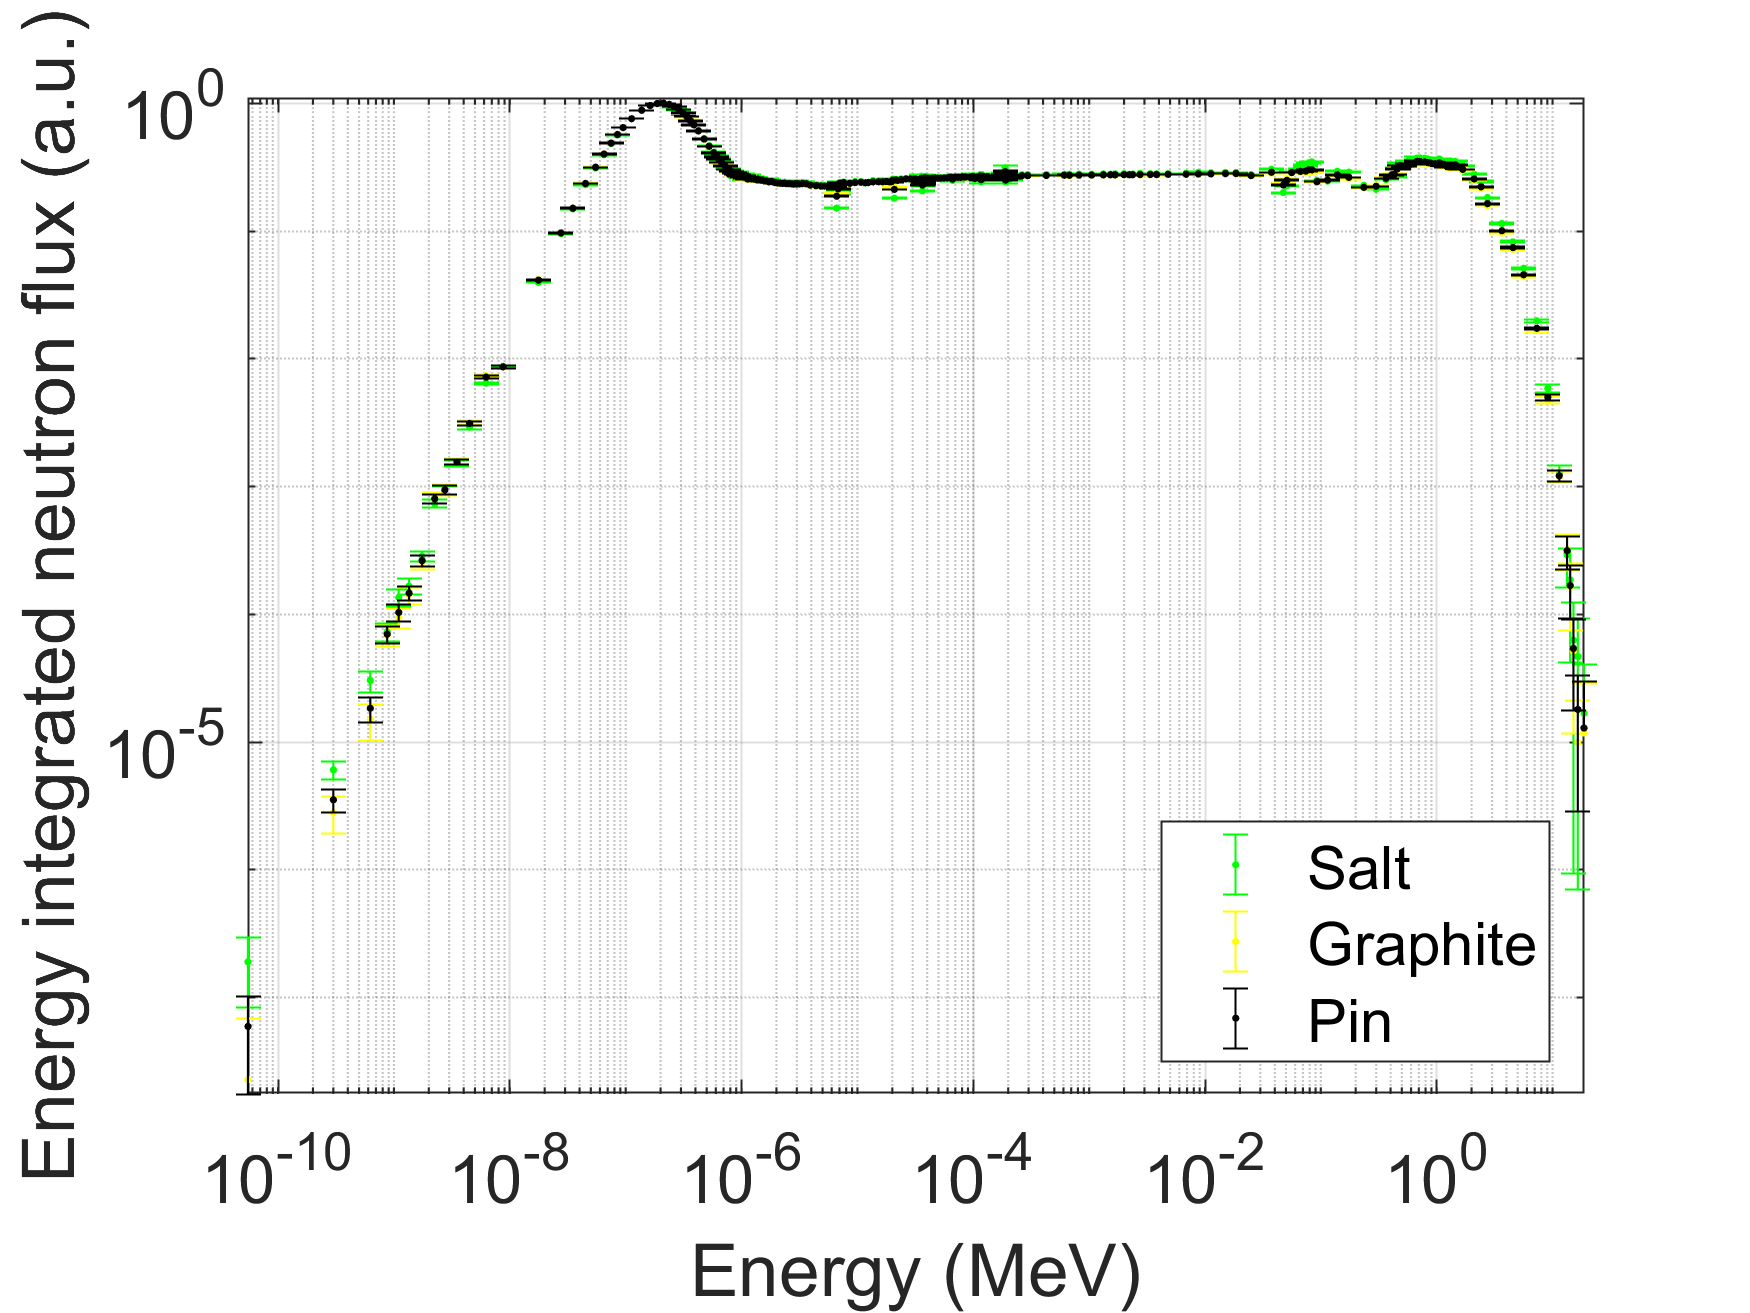 Energy integrated neutron flux (a.u.)
10^0
10^-5
Salt
Graphite
Pin
10^-10 10^-8 10^-6 10^-4 10^-2 10^0
Energy (MeV)